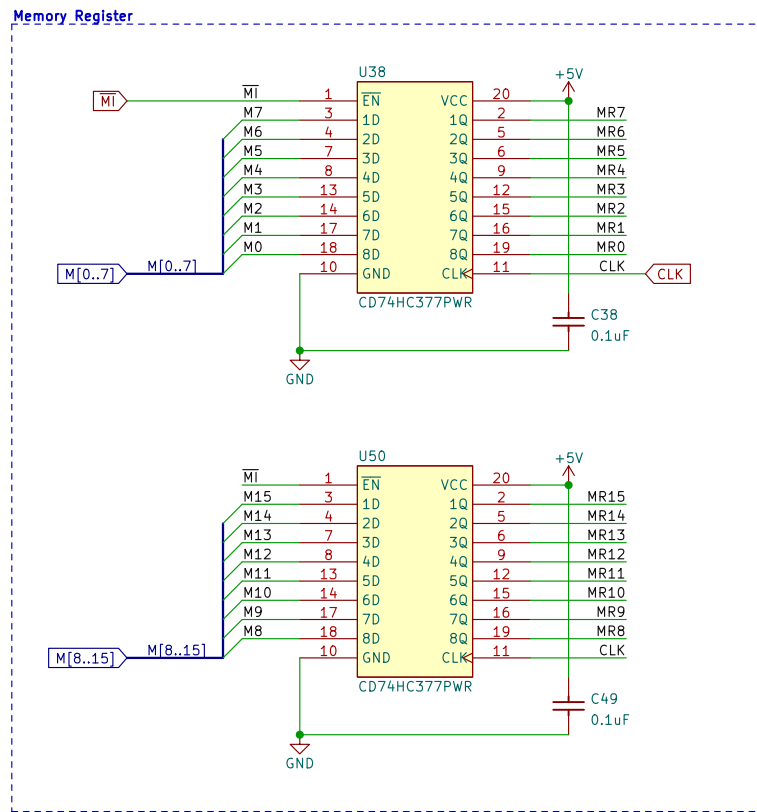 Memory Register
U38
+5V
MI MI 1 EN VCC 20
M7 3 1D 1Q 2 MR7
M6 4 2D 2Q 5 MR6
M5 7 3D 3Q 6 MR5
M4 8 4D 4Q 9 MR4
M3 13 5D 5Q 12 MR3
M2 14 6D 6Q 15 MR2
M1 17 7D 7Q 16 MR1
M0 18 8D 8Q 19 MR0
M[0..7] M[0..7] 10 GND CLK 11 CLK CLK
CD74HC377PWR
C38
0.1uF
GND
U50
+5V
MI 1 EN VCC 20
M15 3 1D 1Q 2 MR15
M14 4 2D 2Q 5 MR14
M13 7 3D 3Q 6 MR13
M12 8 4D 4Q 9 MR12
M11 13 5D 5Q 12 MR11
M10 14 6D 6Q 15 MR10
M9 17 7D 7Q 16 MR9
M8 18 8D 8Q 19 MR8
M[8..15] M[8..15] 10 GND CLK 11 CLK
CD74HC377PWR
C49
0.1uF
GND